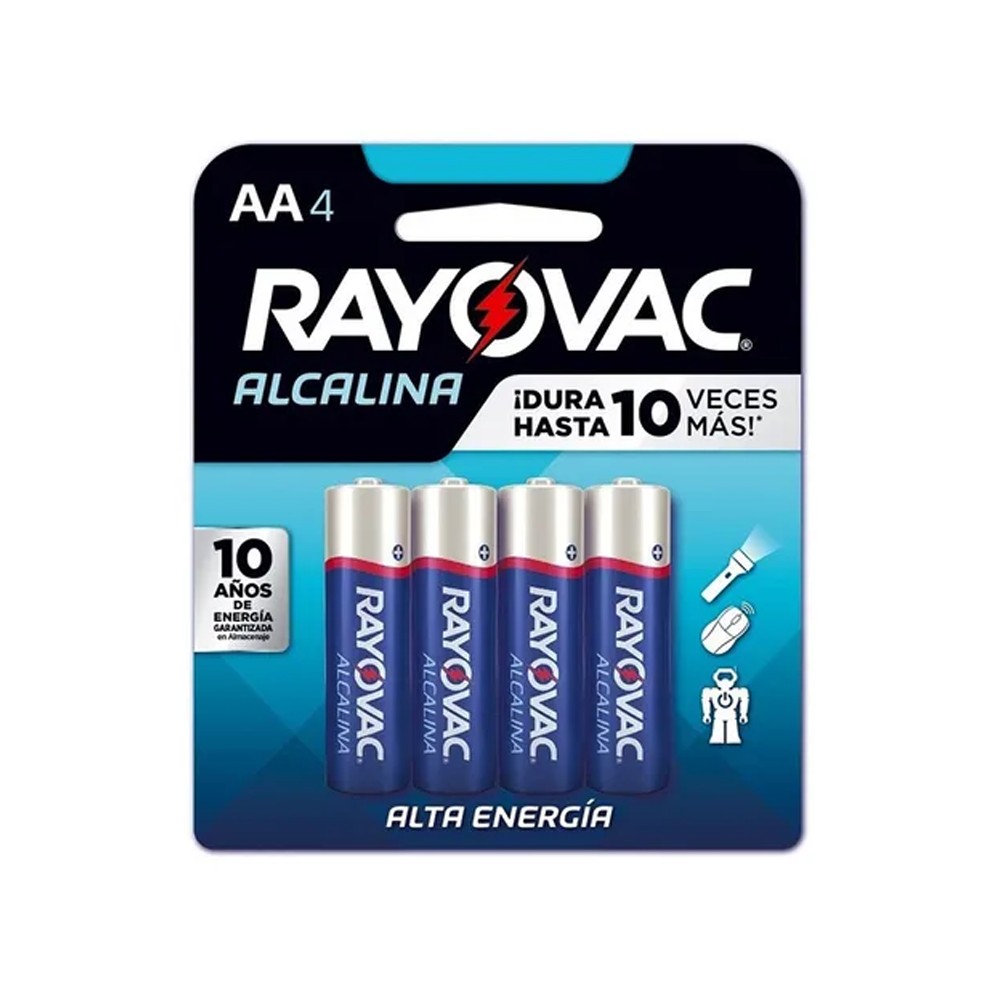 AA 4
RAYOVAC®
ALCALINA
¡DURA HASTA 10 VECES MÁS!*
10
AÑOS
DE
ENERGÍA
GARANTIZADA
en Almacenaje
+
+
+
+
RAYOVAC®
ALCALINA
RAYOVAC®
ALCALINA
RAYOVAC®
ALCALINA
RAYOVAC®
ALCALINA
ALTA ENERGÍA